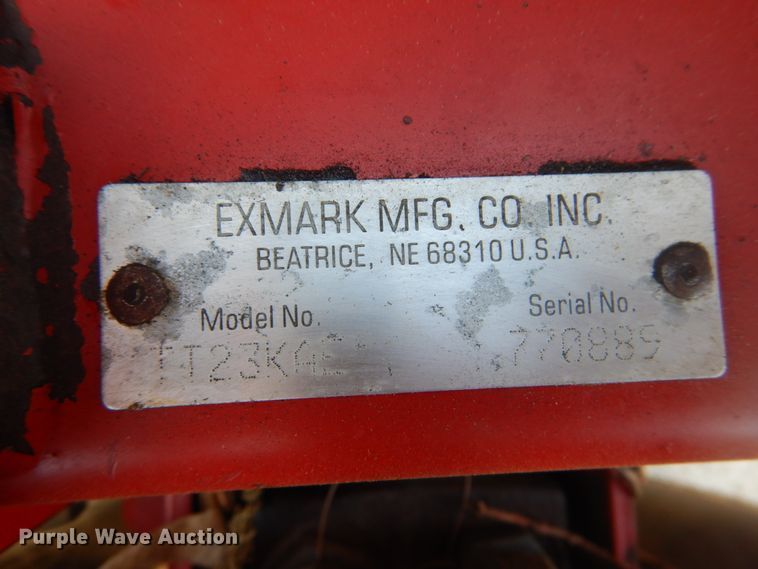 EXMARK MFG. CO. INC.
BEATRICE, NE 68310 U.S.A.
Model No. Serial No.
770889
Purple Wave Auction